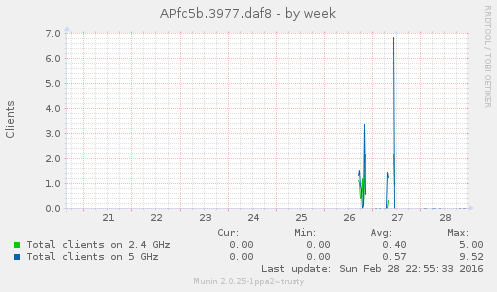 APfc5b.3977.daf8 - by week
RRDTOOL / TOBI OETIKER
Clients
7.0
6.0
5.0
4.0
3.0
2.0
1.0
0.0
21 22 23 24 25 26 27 28
Cur: Min: Avg: Max:
Total clients on 2.4 GHz 0.00 0.00 0.40 5.00
Total clients on 5 GHz 0.00 0.00 0.57 9.52
Last update: Sun Feb 28 22:55:33 2016
Munin 2.0.25-1ppa2~trusty